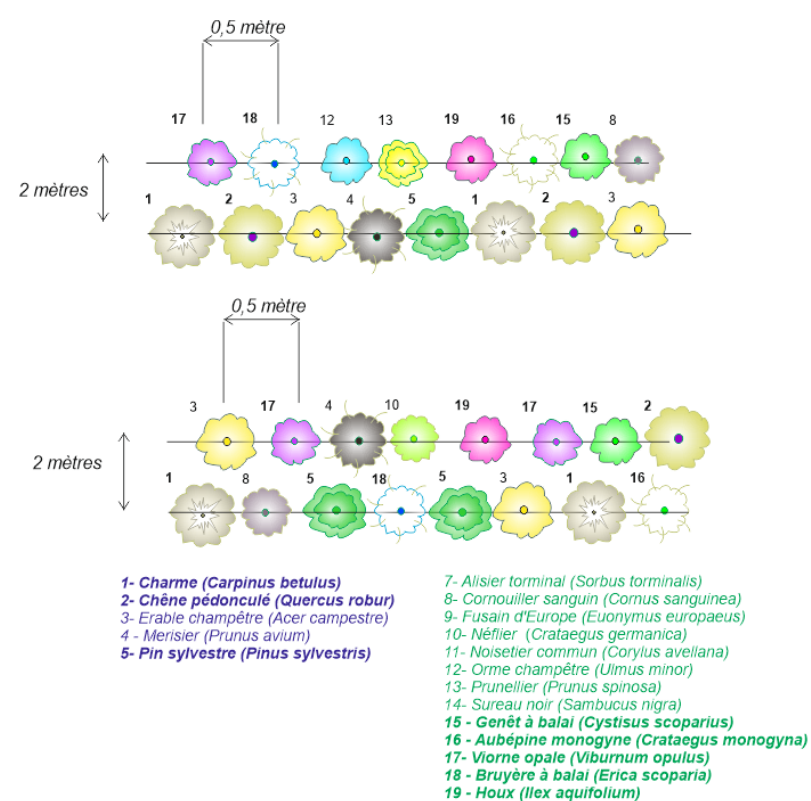 0,5 mètre
17 18 12 13 19 16 15 8
2 mètres
1 2 3 4 5 1 2 3
0,5 mètre
3 17 4 10 19 17 15 2
2 mètres
1 8 5 18 5 3 1 16
1- Charme (Carpinus betulus)
2- Chêne pédonculé (Quercus robur)
3- Erable champêtre (Acer campestre)
4 - Merisier (Prunus avium)
5- Pin sylvestre (Pinus sylvestris)
7- Alisier torminal (Sorbus torminalis)
8- Cornouiller sanguin (Cornus sanguinea)
9- Fusain d'Europe (Euonymus europaeus)
10- Néflier (Crataegus germanica)
11- Noisetier commun (Corylus avellana)
12- Orme champêtre (Ulmus minor)
13- Prunellier (Prunus spinosa)
14- Sureau noir (Sambucus nigra)
15 - Genêt à balai (Cystisus scoparius)
16 - Aubépine monogyne (Crataegus monogyna)
17- Viorne opale (Viburnum opulus)
18 - Bruyère à balai (Erica scoparia)
19 - Houx (Ilex aquifolium)